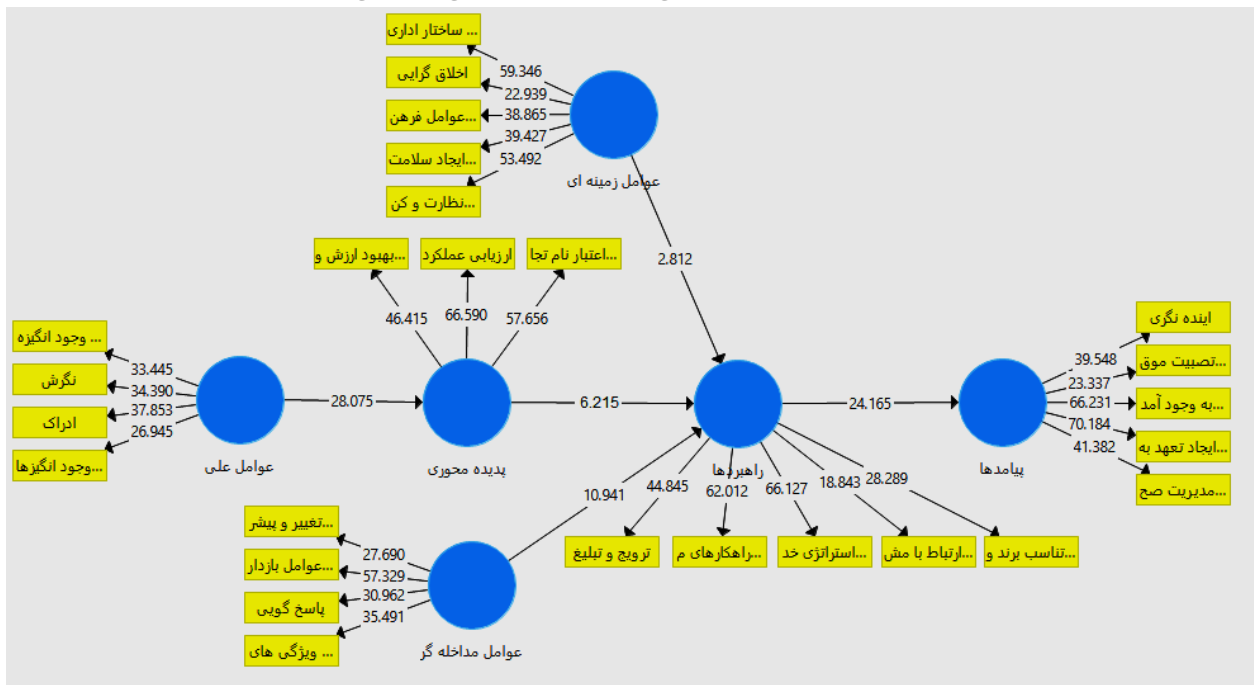 ساختار اداری ...
اخلاق گرایی
عوامل فرهن...
ایجاد سلامت...
نظارت و کن...
59.346
22.939
38.865
39.427
53.492
عوامل زمینه ای
2.812
بهبود ارزش و...
ارزیابی عملکرد
اعتبار نام تجا...
46.415
66.590
57.656
وجود انگیزه ...
نگرش
ادراک
وجود انگیزها...
33.445
34.390
37.853
26.945
عوامل علی
28.075
پدیده محوری
6.215
راهبردها
24.165
پیامدها
39.548
23.337
66.231
70.184
41.382
اینده نگری
تصبیت موق...
به وجود آمد...
ایجاد تعهد به...
مدیریت صح...
10.941
44.845
62.012
66.127
18.843
28.289
ترویج و تبلیغ
راهکارهای م...
استراتژی خد...
ارتباط با مش...
تناسب برند و...
تغییر و پیشر...
عوامل بازدار...
پاسخ گویی
ویژگی های ...
27.690
57.329
30.962
35.491
عوامل مداخله گر